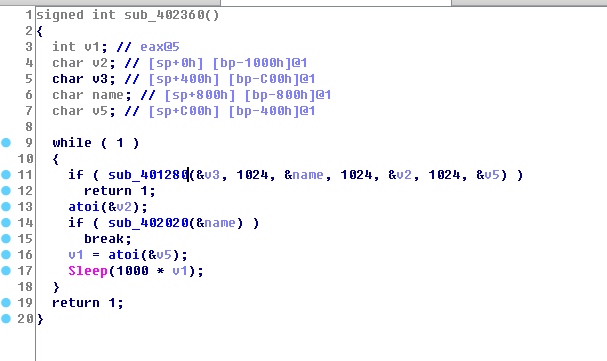 1 signed int sub_402360()
2 {
3 int v1; // eax@5
4 char v2; // [sp+0h] [bp-1000h]@1
5 char v3; // [sp+400h] [bp-C00h]@1
6 char name; // [sp+800h] [bp-800h]@1
7 char v5; // [sp+C00h] [bp-400h]@1
8
9 while ( 1 )
10 {
11 if ( sub_401280(&v3, 1024, &name, 1024, &v2, 1024, &v5) )
12 return 1;
13 atoi(&v2);
14 if ( sub_402020(&name) )
15 break;
16 v1 = atoi(&v5);
17 Sleep(1000 * v1);
18 }
19 return 1;
20 }